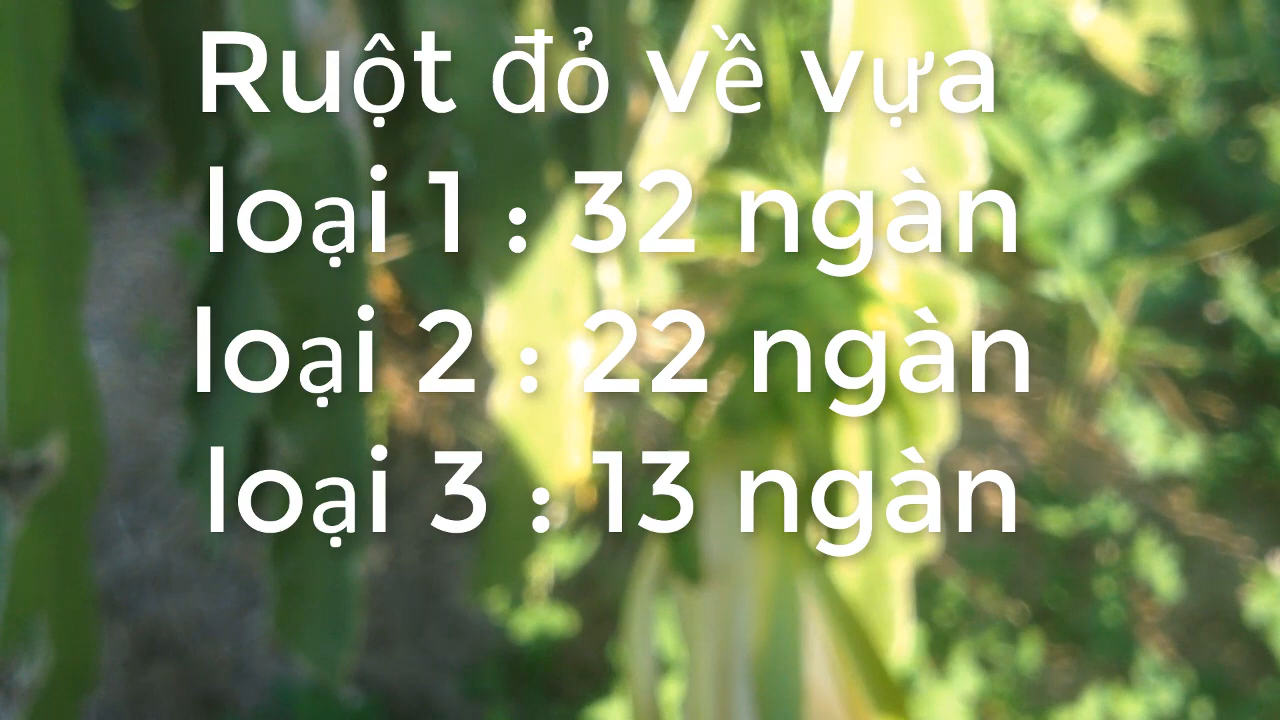 Ruột đỏ về vựa
loại 1 : 32 ngàn
loại 2 : 22 ngàn
loại 3 : 13 ngàn